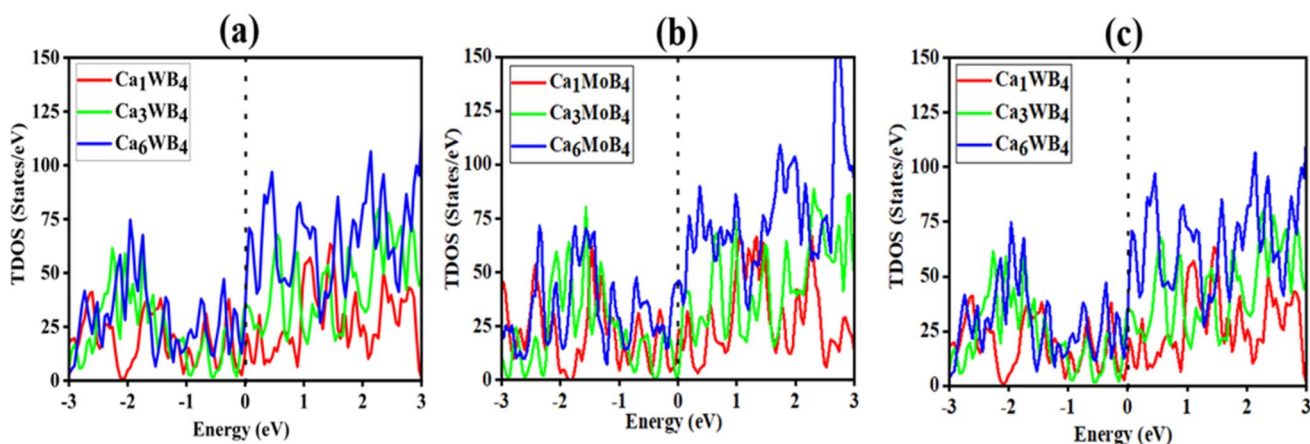 (a)
150
125
100
75
50
25
0
TDOS (States/eV)
Ca1WB4
Ca3WB4
Ca6WB4
-3 -2 -1 0 1 2 3
Energy (eV)
(b)
150
125
100
75
50
25
0
TDOS (States/eV)
Ca1MoB4
Ca3MoB4
Ca6MoB4
-3 -2 -1 0 1 2 3
Energy (eV)
(c)
150
125
100
75
50
25
0
TDOS (States/eV)
Ca1WB4
Ca3WB4
Ca6WB4
-3 -2 -1 0 1 2 3
Energy (eV)